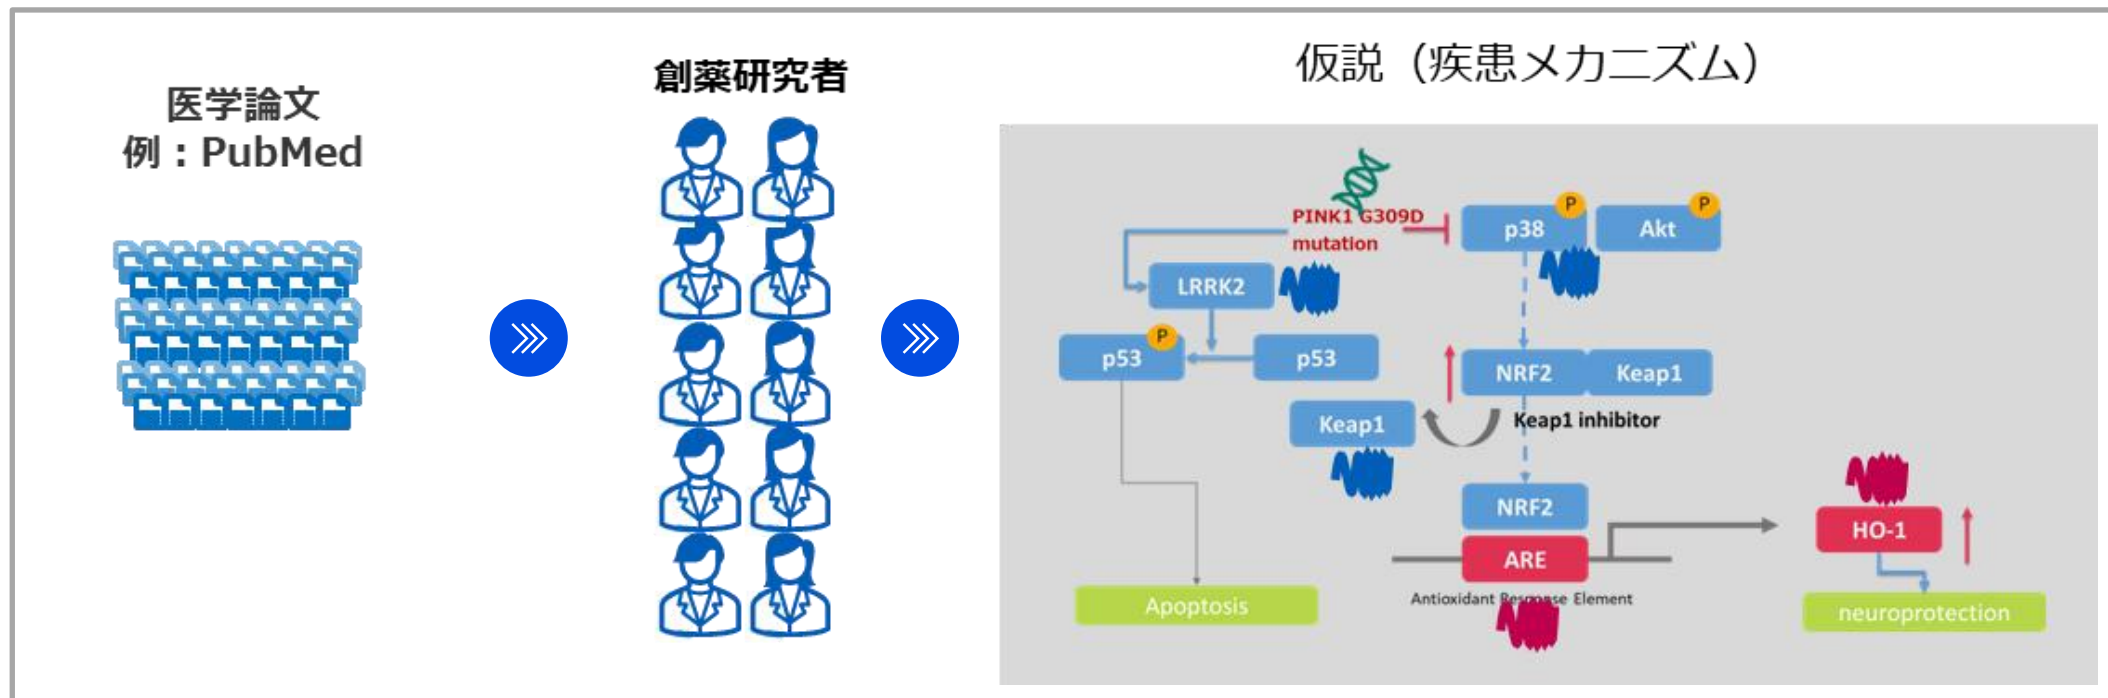 医学論文
例：PubMed
創薬研究者
仮説（疾患メカニズム）
PINK1 G309D
mutation
P
p38
P
Akt
LRRK2
P
p53
p53
NRF2
Keap1
Keap1 inhibitor
Keap1
NRF2
ARE
Antioxidant Response Element
HO-1
Apoptosis
neuroprotection